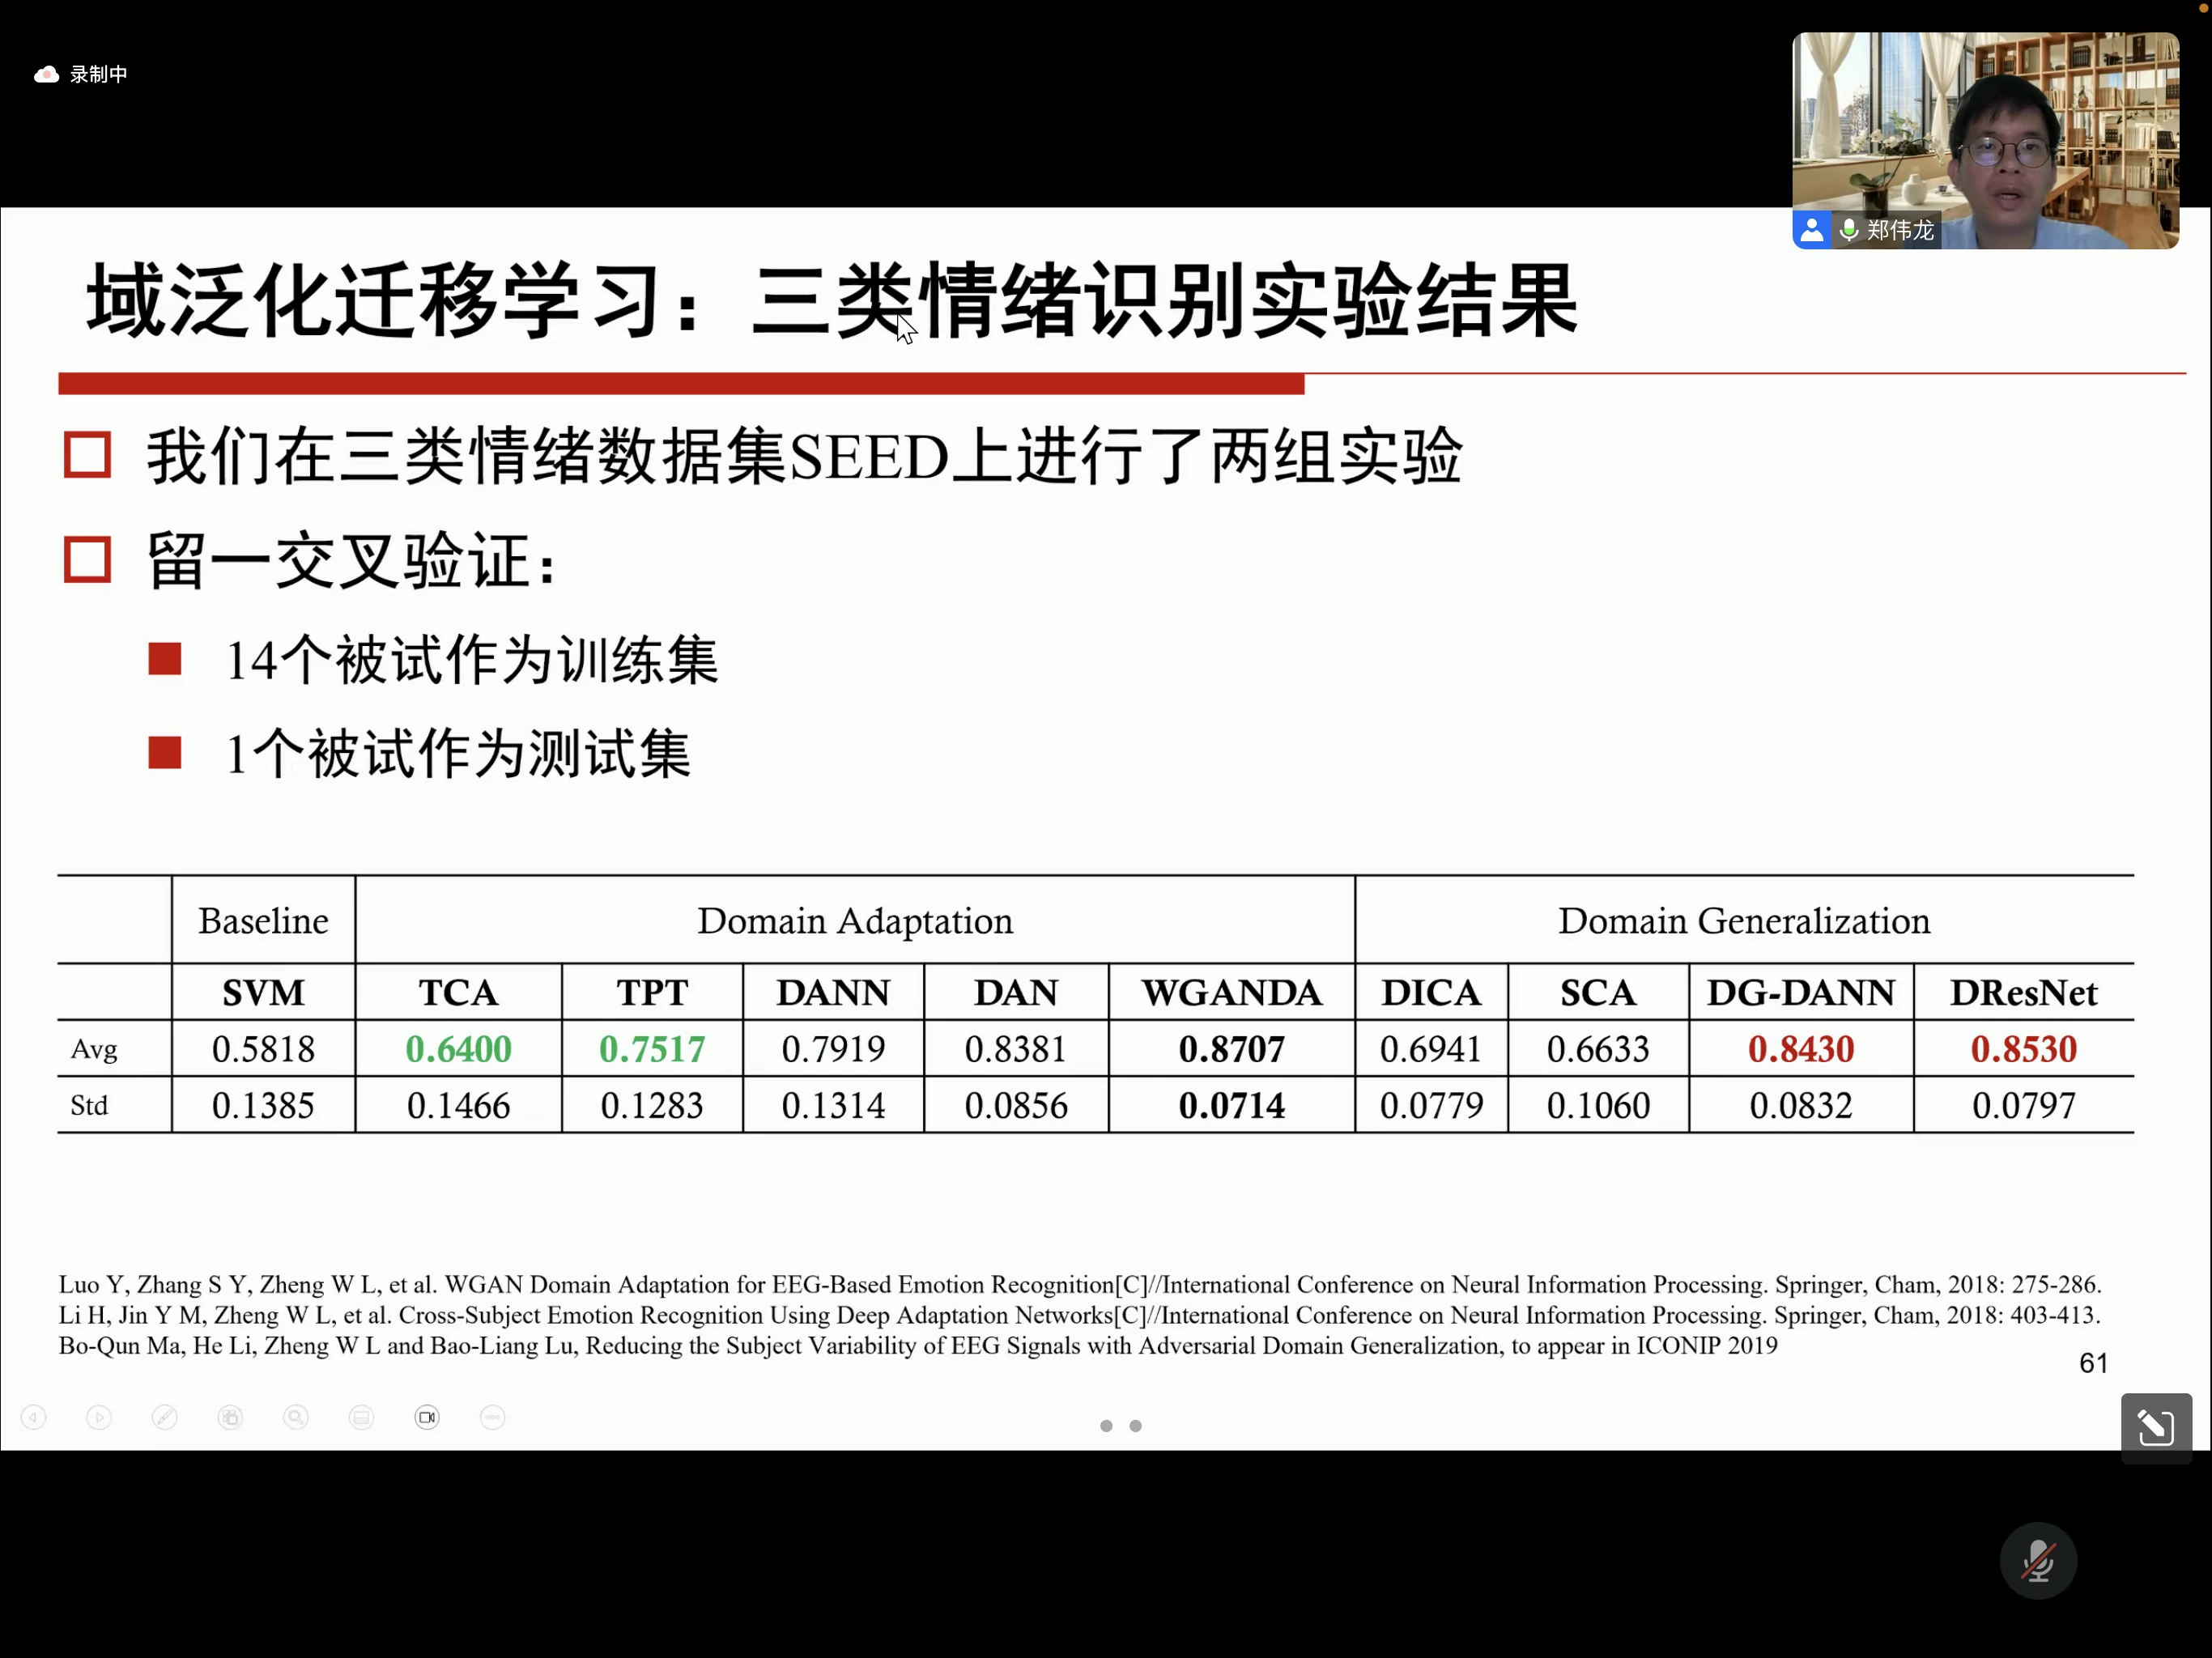 录制中
郑伟龙
域泛化迁移学习：三类情绪识别实验结果
我们在三类情绪数据集SEED上进行了两组实验
留一交叉验证：
14个被试作为训练集
1个被试作为测试集
Baseline Domain Adaptation Domain Generalization
SVM TCA TPT DANN DAN WGANDA DICA SCA DG-DANN DResNet
Avg 0.5818 0.6400 0.7517 0.7919 0.8381 0.8707 0.6941 0.6633 0.8430 0.8530
Std 0.1385 0.1466 0.1283 0.1314 0.0856 0.0714 0.0779 0.1060 0.0832 0.0797
Luo Y, Zhang S Y, Zheng W L, et al. WGAN Domain Adaptation for EEG-Based Emotion Recognition[C]//International Conference on Neural Information Processing. Springer, Cham, 2018: 275-286.
Li H, Jin Y M, Zheng W L, et al. Cross-Subject Emotion Recognition Using Deep Adaptation Networks[C]//International Conference on Neural Information Processing. Springer, Cham, 2018: 403-413.
Bo-Qun Ma, He Li, Zheng W L and Bao-Liang Lu, Reducing the Subject Variability of EEG Signals with Adversarial Domain Generalization, to appear in ICONIP 2019
61